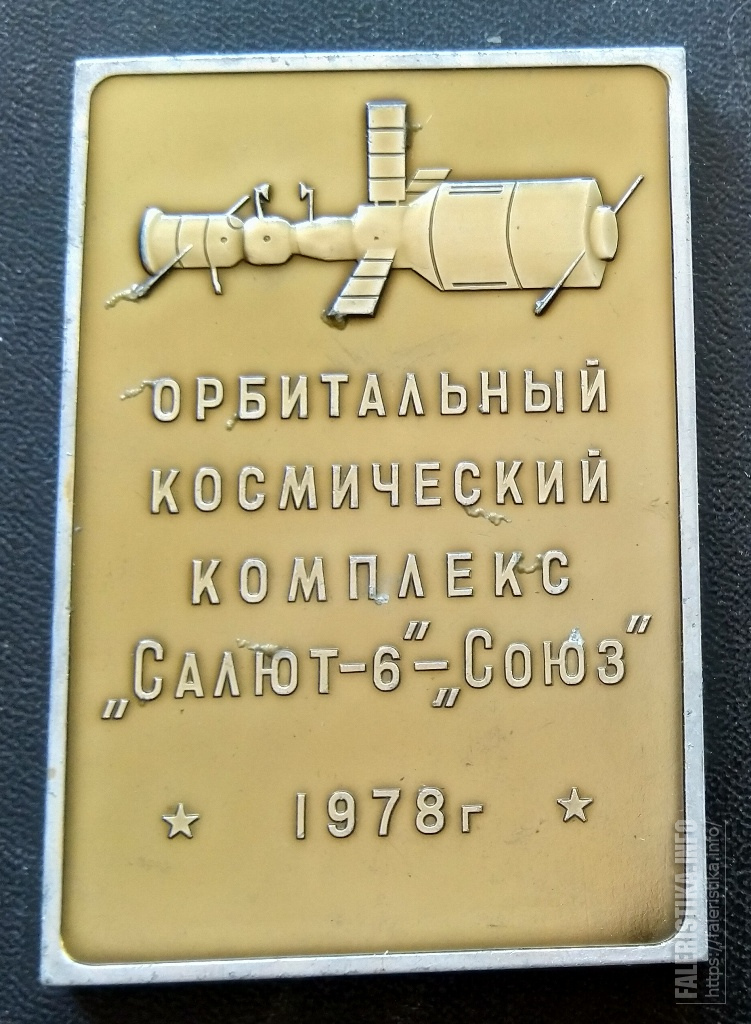 ОРБИТАЛЬНЫЙ
КОСМИЧЕСКИЙ
КОМПЛЕКС
„САЛЮТ-6"–„СОЮЗ"
★ 1978г ★
FALERISTIKA.INFO
https://faleristika.info/